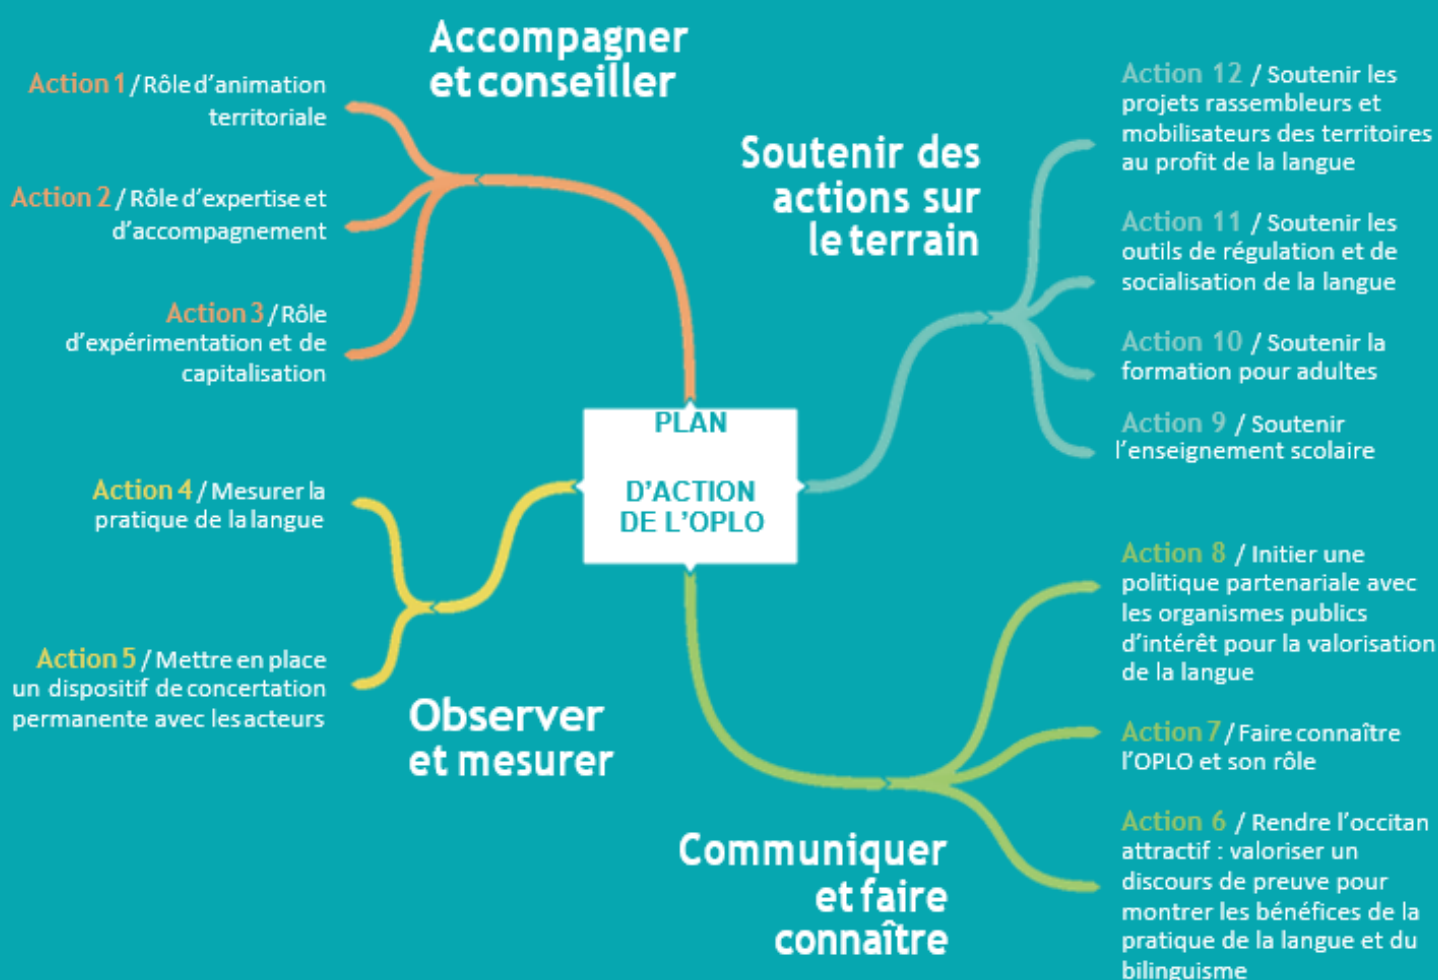 Accompagner
et conseiller
Action 1 / Rôle d’animation
territoriale
Action 2 / Rôle d’expertise et
d’accompagnement
Action 3 / Rôle
d’expérimentation et de
capitalisation
PLAN
D’ACTION
DE L’OPLO
Action 4 / Mesurer la
pratique de la langue
Action 5 / Mettre en place
un dispositif de concertation
permanente avec les acteurs
Observer
et mesurer
Soutenir des
actions sur
le terrain
Action 12 / Soutenir les
projets rassembleurs et
mobilisateurs des territoires
au profit de la langue
Action 11 / Soutenir les
outils de régulation et de
socialisation de la langue
Action 10 / Soutenir la
formation pour adultes
Action 9 / Soutenir
l’enseignement scolaire
Action 8 / Initier une
politique partenariale avec
les organismes publics
d’intérêt pour la valorisation
de la langue
Action 7 / Faire connaître
l’OPLO et son rôle
Action 6 / Rendre l’occitan
attractif : valoriser un
discours de preuve pour
montrer les bénéfices de la
pratique de la langue et du
bilinguisme
Communiquer
et faire
connaître